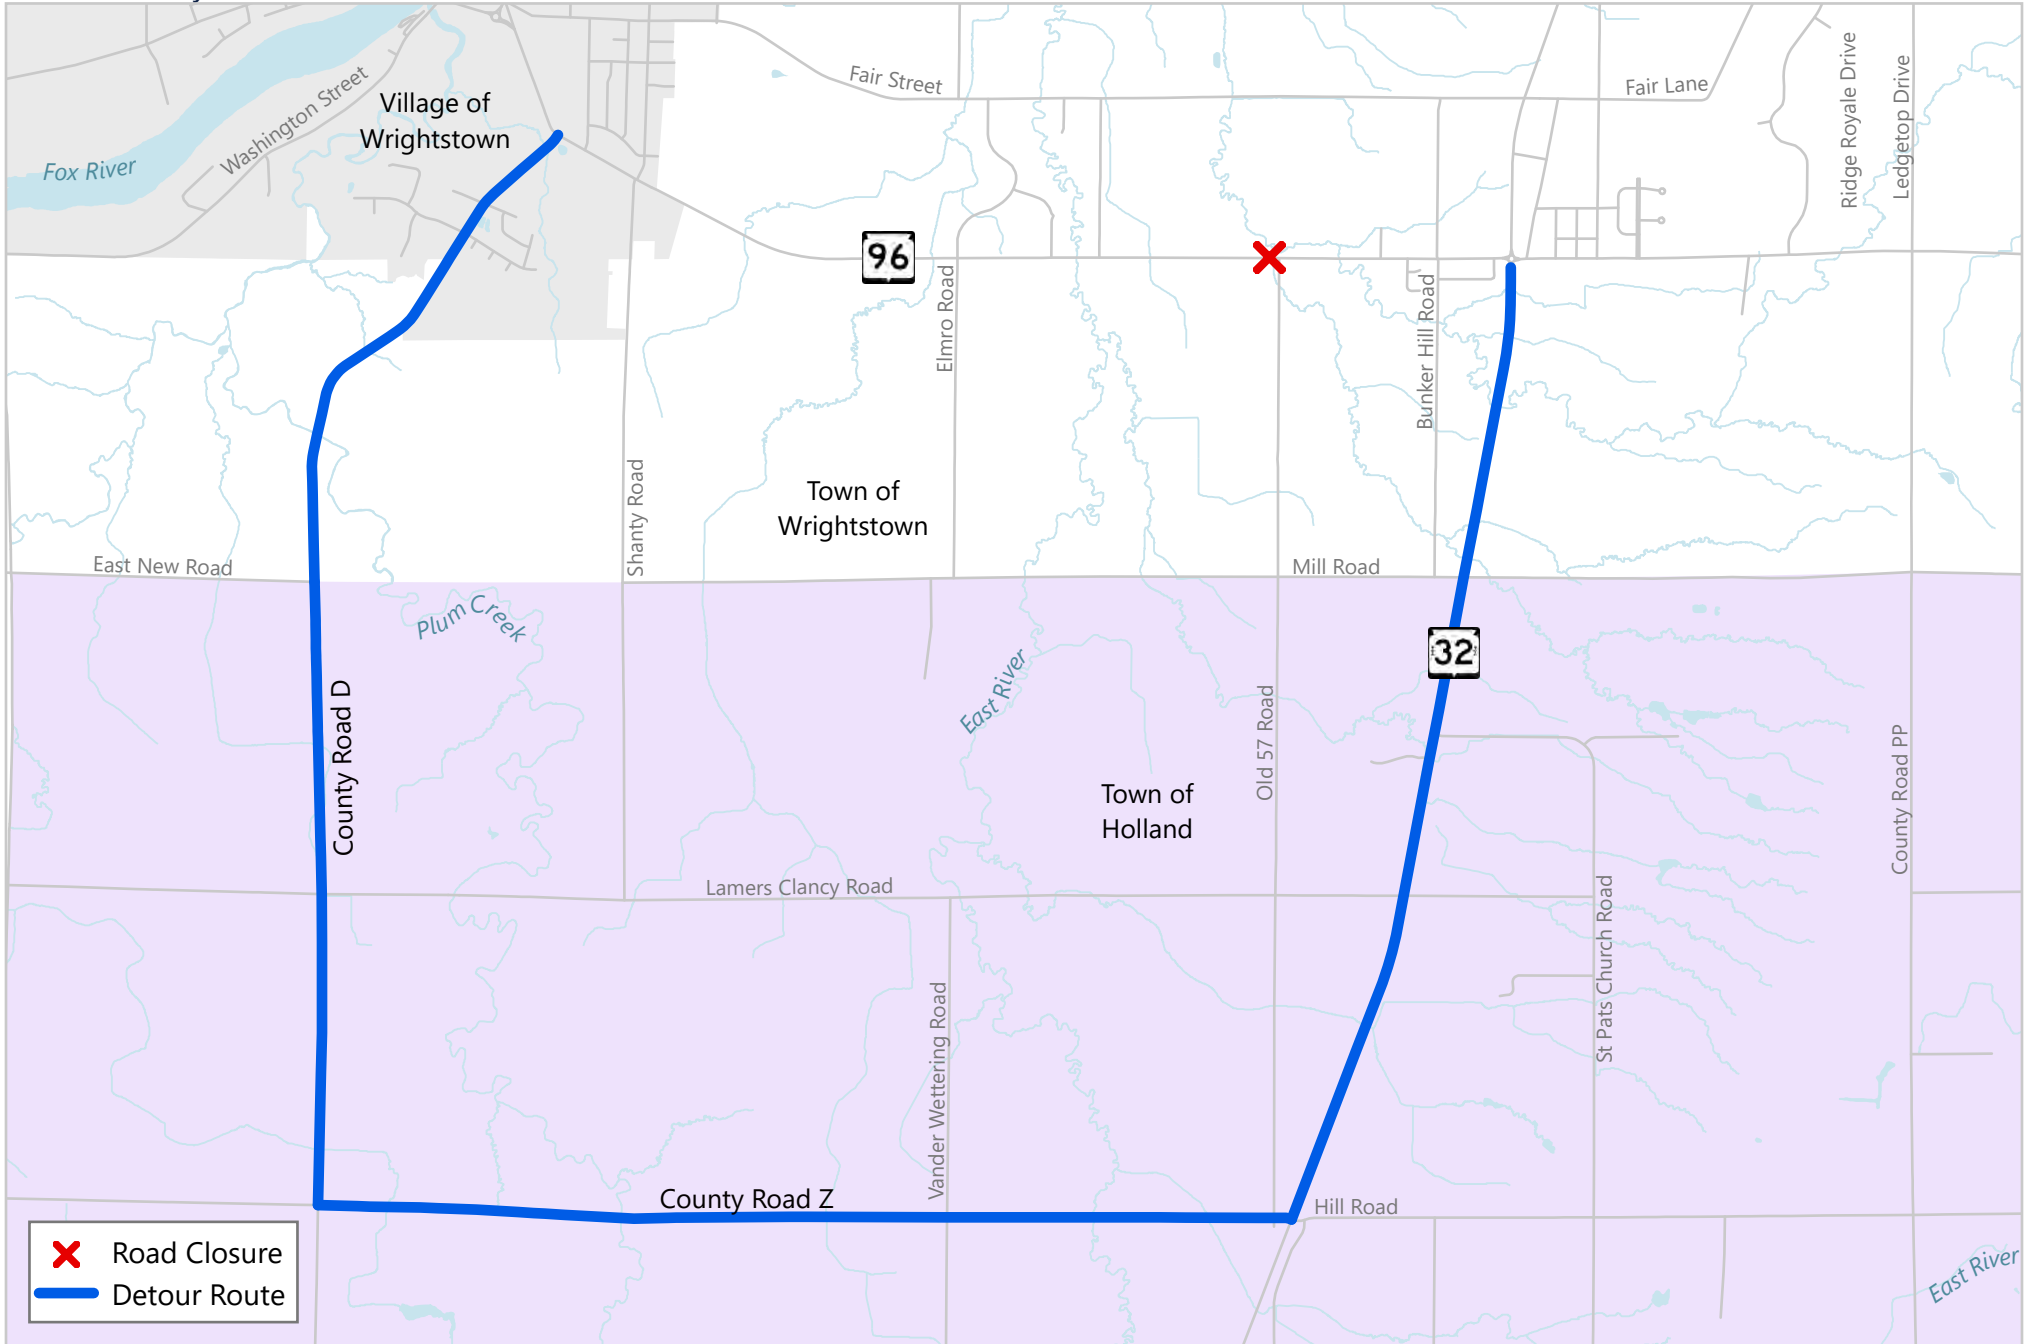 Fair Street
Fair Lane
Ridge Royale Drive
Ledgetop Drive
Washington Street
Village of
Wrightstown
Fox River
96
Elmro Road
Bunker Hill Road
Shanty Road
Town of
Wrightstown
East New Road
Mill Road
Plum Creek
32
East River
County Road D
Old 57 Road
Town of
Holland
County Road PP
Lamers Clancy Road
St Pats Church Road
Vander Wettering Road
County Road Z
Hill Road
Road Closure
Detour Route
East River